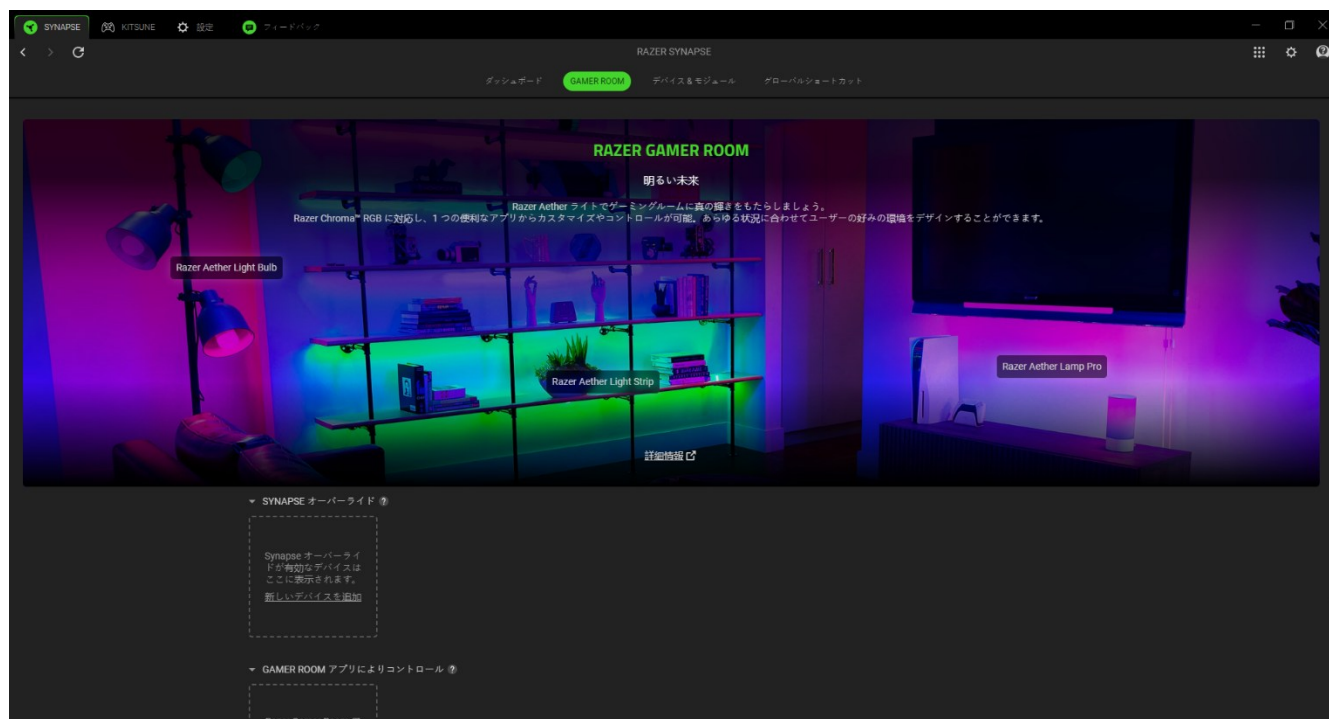 SYNAPSE
KITSUNE
設定
フィードバック
RAZER SYNAPSE
ダッシュボード
GAMER ROOM
デバイス＆モジュール
グローバルショートカット
RAZER GAMER ROOM
明るい未来
Razer Aether ライトでゲーミングルームに真の輝きをもたらしましょう。
Razer Chroma™ RGB に対応し、1 つの便利なアプリからカスタマイズやコントロールが可能。あらゆる状況に合わせてユーザーの好みの環境をデザインすることができます。
Razer Aether Light Bulb
Razer Aether Lamp Pro
Razer Aether Light Strip
詳細情報
SYNAPSE オーバーライド ?
Synapse オーバーライ
ドが有効なデバイスは
ここに表示されます。
新しいデバイスを追加
GAMER ROOM アプリによりコントロール ?